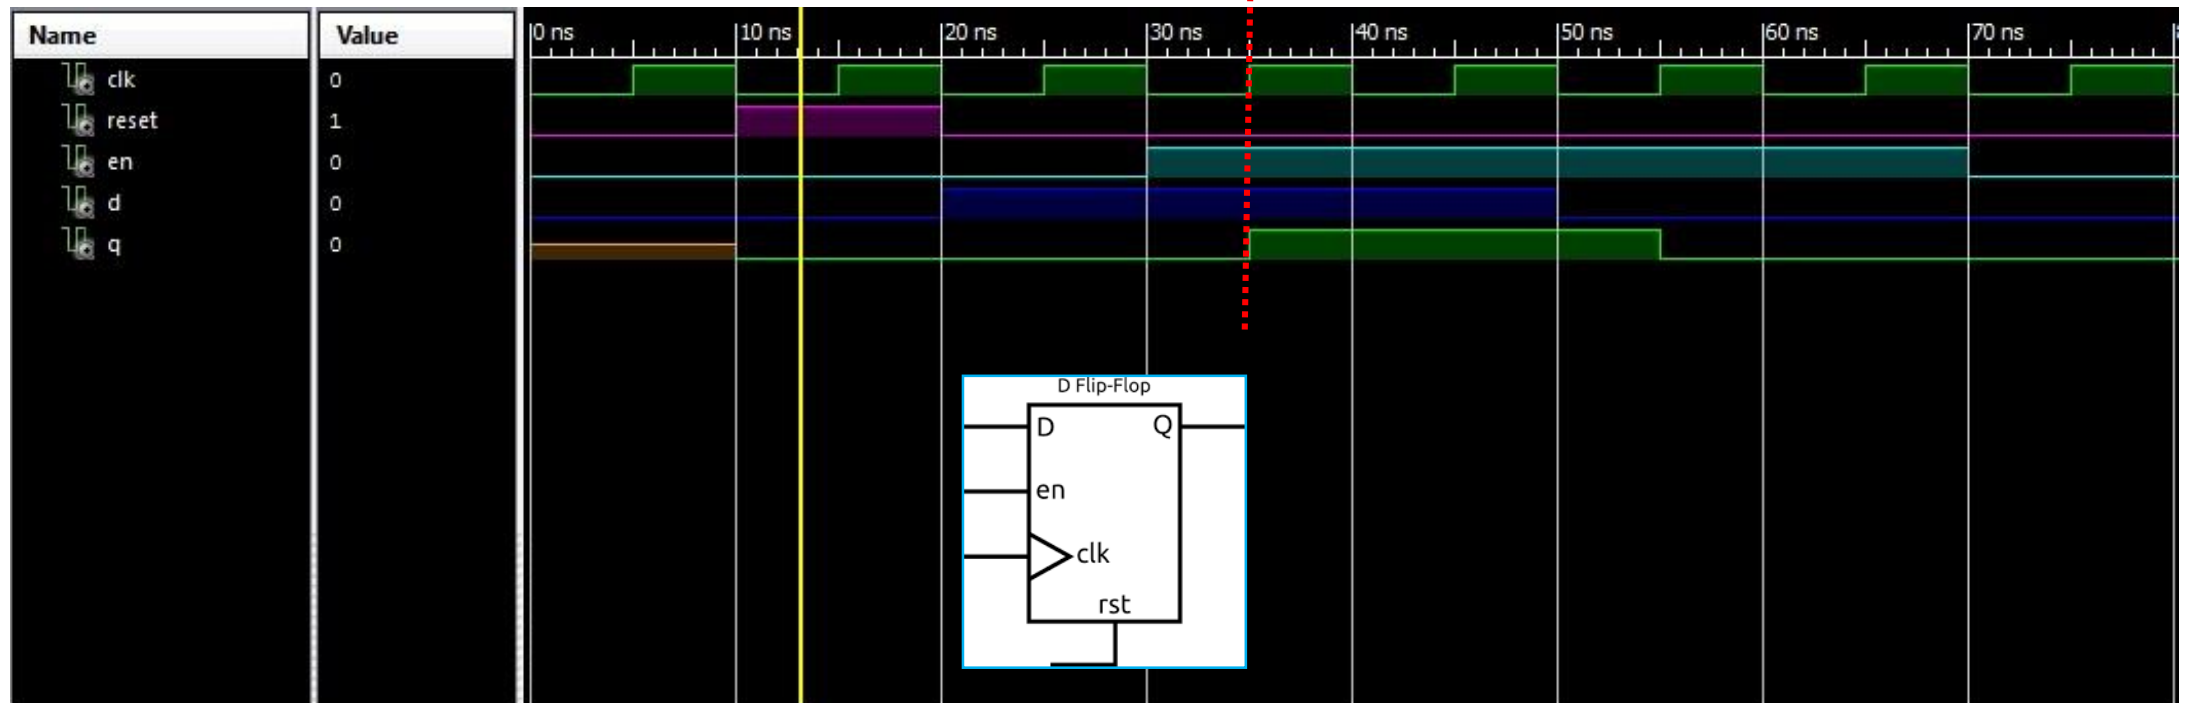 Name Value 0 ns 10 ns 20 ns 30 ns 40 ns 50 ns 60 ns 70 ns
clk 0
reset 1
en 0
d 0
q 0
D Flip-Flop
D Q
en
clk
rst